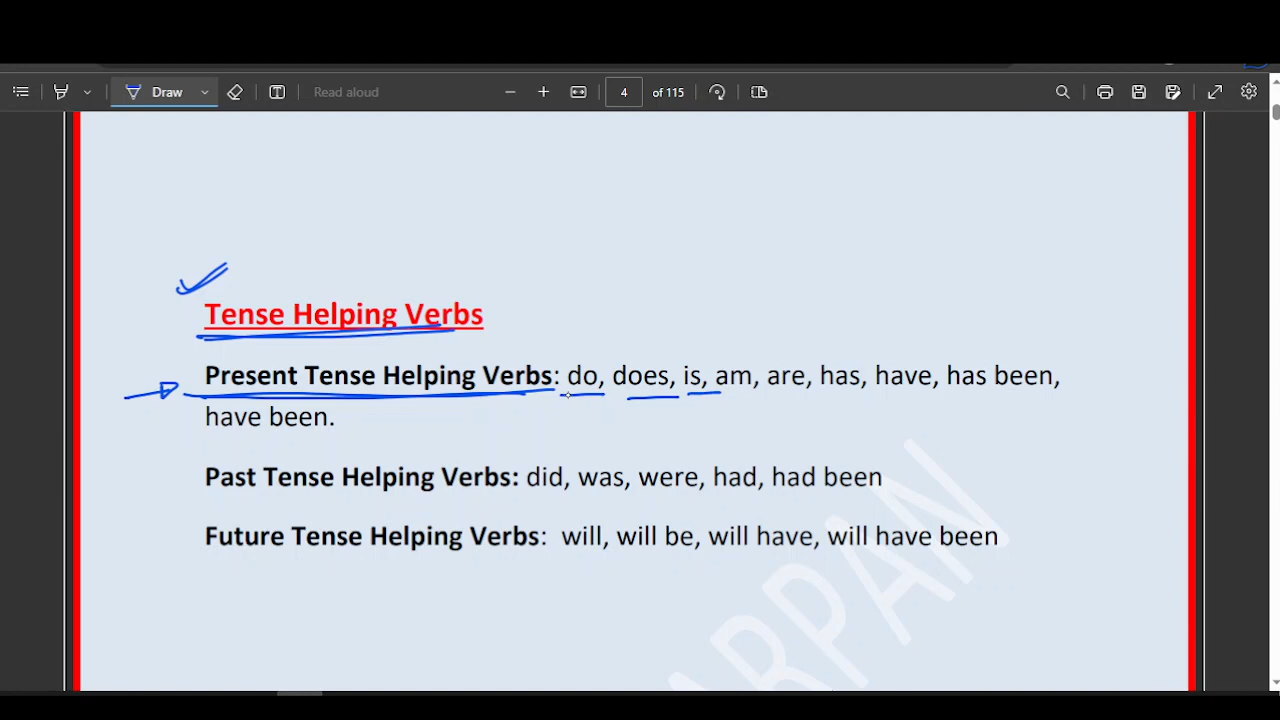 Draw
Read aloud
4 of 115
Tense Helping Verbs
Present Tense Helping Verbs: do, does, is, am, are, has, have, has been,
have been.
Past Tense Helping Verbs: did, was, were, had, had been
Future Tense Helping Verbs:  will, will be, will have, will have been